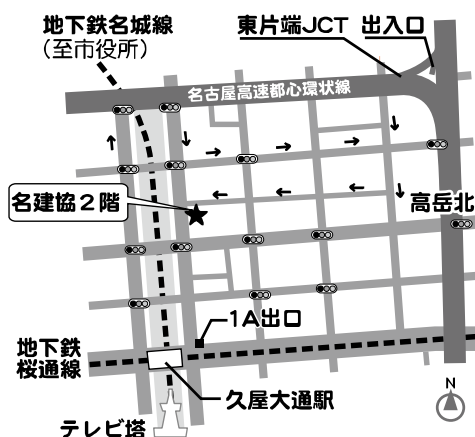 地下鉄名城線
（至市役所）
東片端JCT 出入口
名古屋高速都心環状線
名建協２階
高岳北
1A出口
地下鉄
桜通線
久屋大通駅
テレビ塔
N